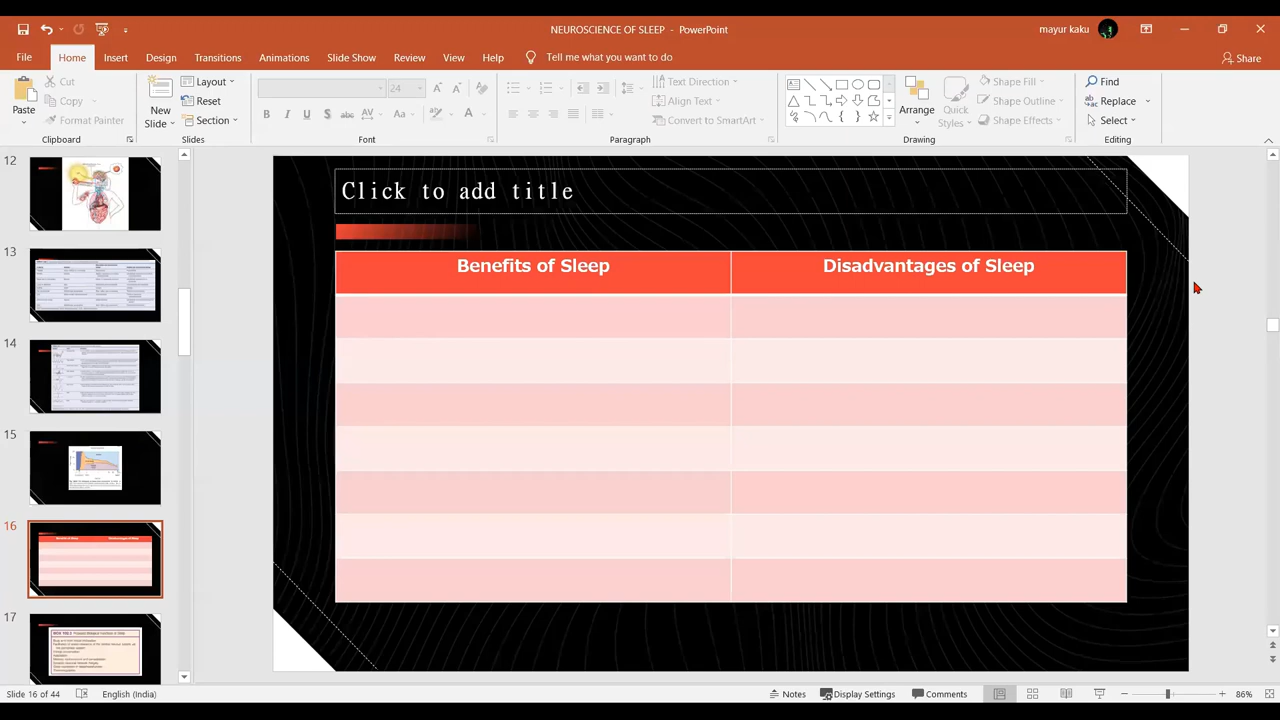 NEUROSCIENCE OF SLEEP - PowerPoint
mayur kaku
File Home Insert Design Transitions Animations Slide Show Review View Help Tell me what you want to do
Share
Paste
Cut
Copy
Format Painter
Clipboard
New Slide
Layout
Reset
Section
Slides
24
Font
Text Direction
Align Text
Convert to SmartArt
Paragraph
Arrange
Quick Styles
Shape Fill
Shape Outline
Shape Effects
Drawing
Find
Replace
Select
Editing
12
13
14
15
16
17
Click to add title
Benefits of Sleep Disadvantages of Sleep
Slide 16 of 44 English (India) Notes Display Settings Comments 86%